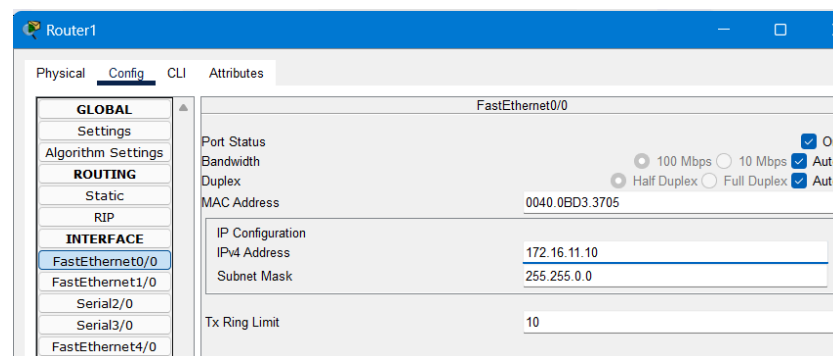 Router1
Physical Config CLI Attributes
GLOBAL
Settings
Algorithm Settings
ROUTING
Static
RIP
INTERFACE
FastEthernet0/0
FastEthernet1/0
Serial2/0
Serial3/0
FastEthernet4/0
FastEthernet0/0
Port Status
Bandwidth 100 Mbps 10 Mbps Aut
Duplex Half Duplex Full Duplex Aut
MAC Address 0040.0BD3.3705
IP Configuration
IPv4 Address 172.16.11.10
Subnet Mask 255.255.0.0
Tx Ring Limit 10